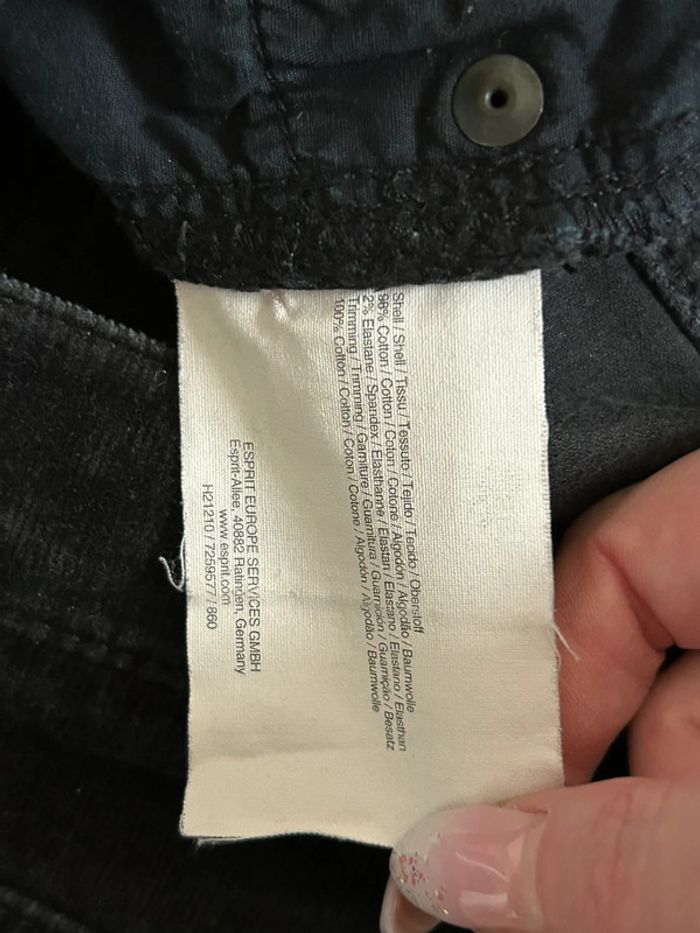 Shell / Shell / Tissu / Tessuto / Tejido / Tecido / Oberstoff
98% Cotton / Cotton / Coton / Cotone / Algodón / Algodão / Baumwolle
2% Elastane / Spandex / Elasthanne / Elastan / Elastano / Elastano / Elasthan
Trimming / Trimming / Garniture / Guarnitura / Guarnición / Guarnição / Besatz
100% Cotton / Cotton / Coton / Cotone / Algodón / Algodão / Baumwolle
ESPRIT EUROPE SERVICES GMBH
Esprit-Allee, 40882 Ratingen, Germany
www.esprit.com
H21210 / 7259577 / 860